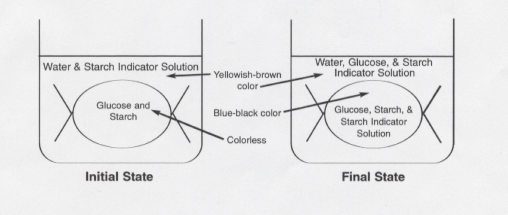 Water & Starch Indicator Solution
Glucose and
Starch
Yellowish-brown
color
Blue-black color
Colorless
Water, Glucose, & Starch
Indicator Solution
Glucose, Starch, &
Starch Indicator
Solution
Initial State
Final State